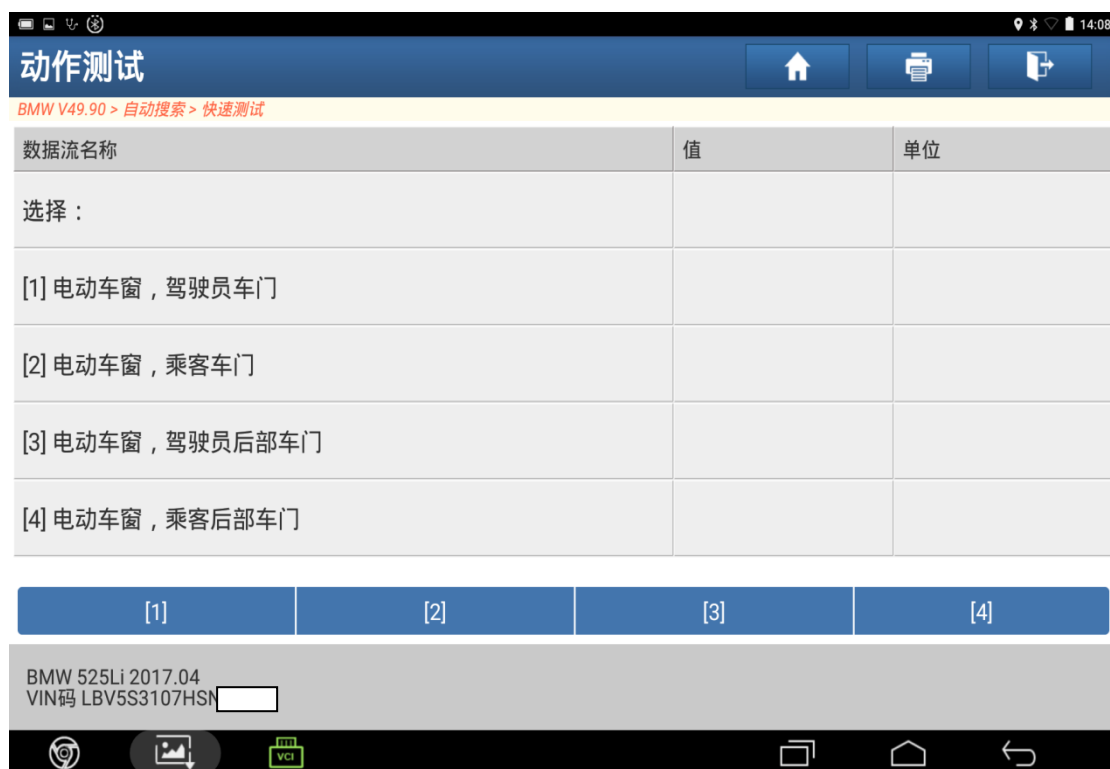 14:08
动作测试
BMW V49.90 > 自动搜索 > 快速测试
数据流名称 值 单位
选择：
[1] 电动车窗，驾驶员车门
[2] 电动车窗，乘客车门
[3] 电动车窗，驾驶员后部车门
[4] 电动车窗，乘客后部车门
[1] [2] [3] [4]
BMW 525Li 2017.04
VIN码 LBV5S3107HSN
VCI